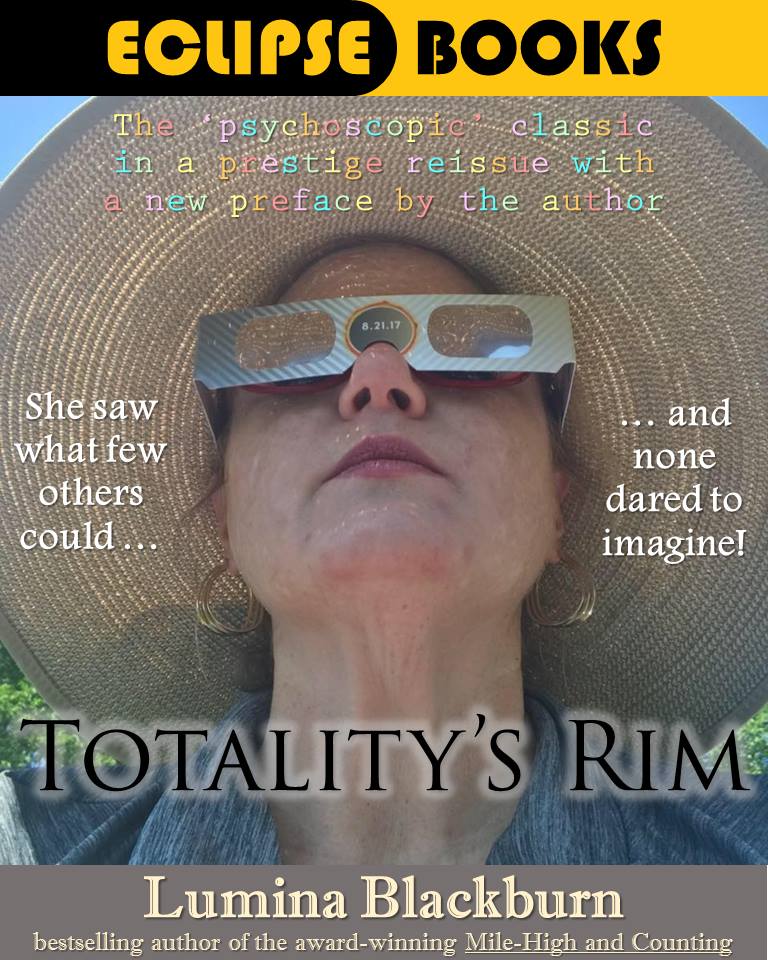 ECLIPSE BOOKS
The ‘psychoscopic’ classic
in a prestige reissue with
a new preface by the author
8.21.17
She saw
what few
others
could …
… and
none
dared to
imagine!
TOTALITY’S RIM
Lumina Blackburn
bestselling author of the award-winning Mile-High and Counting